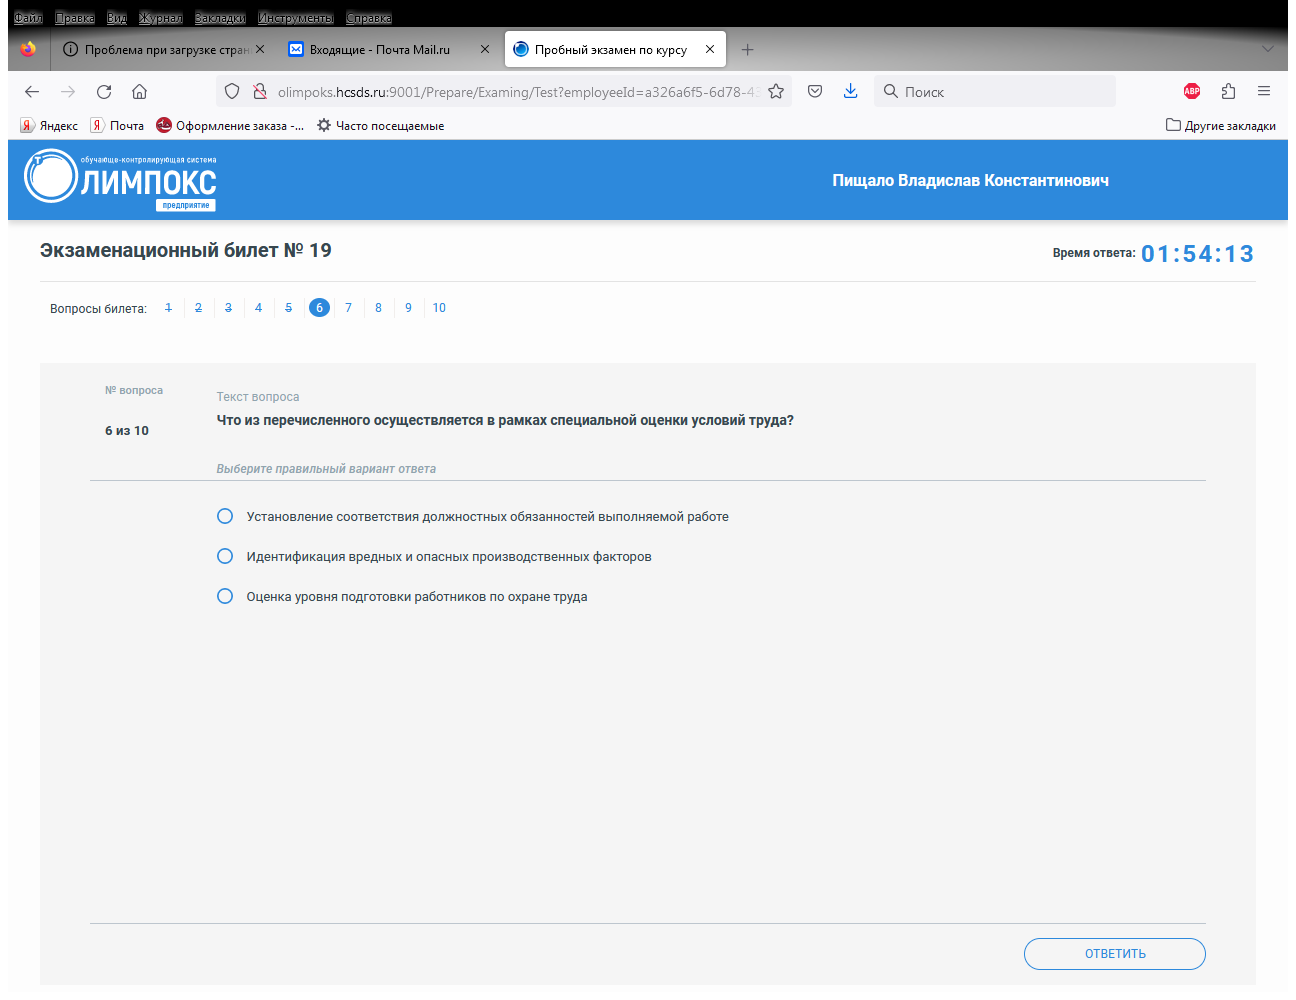 Файл Правка Вид Журнал Закладки Инструменты Справка
Проблема при загрузке стран
Входящие - Почта Mail.ru
Пробный экзамен по курсу
olimpoks.hcsds.ru:9001/Prepare/Examing/Test?employeeId=a326a6f5-6d78-43
Поиск
ABP
Яндекс
Почта
Оформление заказа -...
Часто посещаемые
Другие закладки
обучающе-контролирующая система
ОЛИМПОКС
предприятие
Пищало Владислав Константинович
Экзаменационный билет № 19
Время ответа: 01:54:13
Вопросы билета: 1 2 3 4 5 6 7 8 9 10
№ вопроса
6 из 10
Текст вопроса
Что из перечисленного осуществляется в рамках специальной оценки условий труда?
Выберите правильный вариант ответа
Установление соответствия должностных обязанностей выполняемой работе
Идентификация вредных и опасных производственных факторов
Оценка уровня подготовки работников по охране труда
ОТВЕТИТЬ